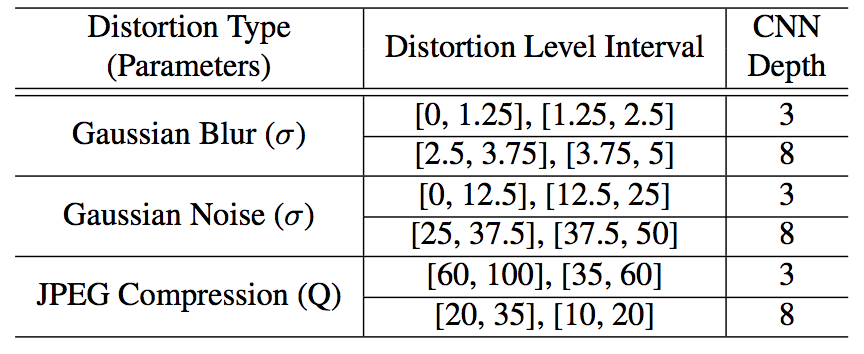 Distortion Type
(Parameters)
Distortion Level Interval
CNN
Depth
Gaussian Blur (σ)
[0, 1.25], [1.25, 2.5]
3
[2.5, 3.75], [3.75, 5]
8
Gaussian Noise (σ)
[0, 12.5], [12.5, 25]
3
[25, 37.5], [37.5, 50]
8
JPEG Compression (Q)
[60, 100], [35, 60]
3
[20, 35], [10, 20]
8